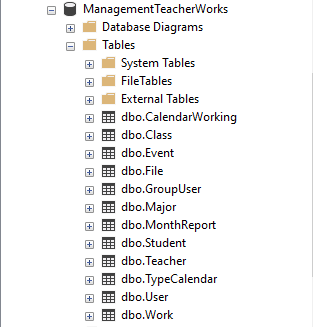 ManagementTeacherWorks
Database Diagrams
Tables
System Tables
FileTables
External Tables
dbo.CalendarWorking
dbo.Class
dbo.Event
dbo.File
dbo.GroupUser
dbo.Major
dbo.MonthReport
dbo.Student
dbo.Teacher
dbo.TypeCalendar
dbo.User
dbo.Work